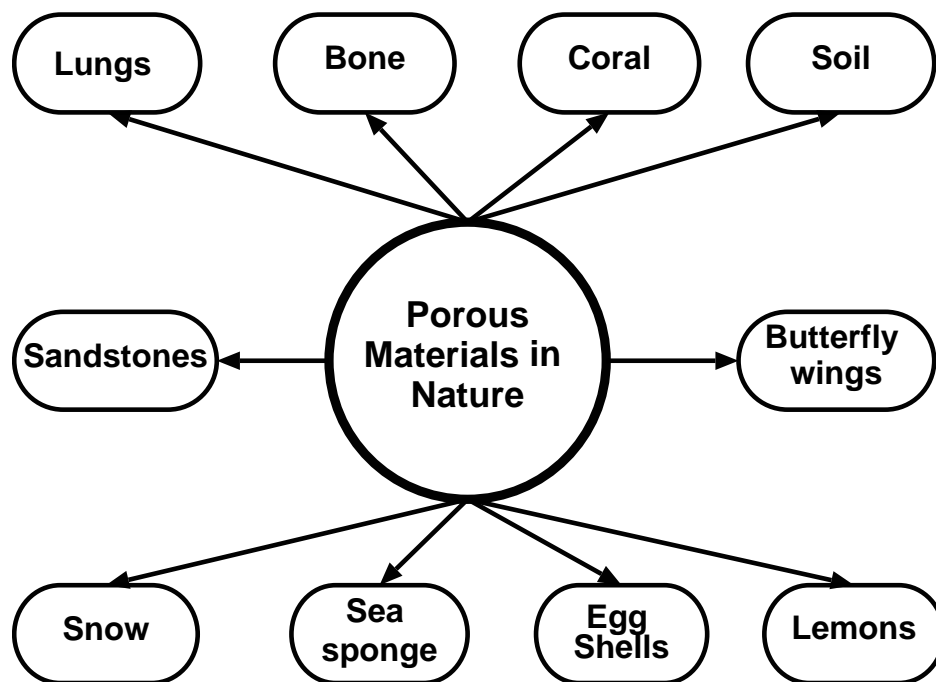 Lungs
Bone
Coral
Soil
Sandstones
Porous
Materials in
Nature
Butterfly
wings
Snow
Sea
sponge
Egg
Shells
Lemons